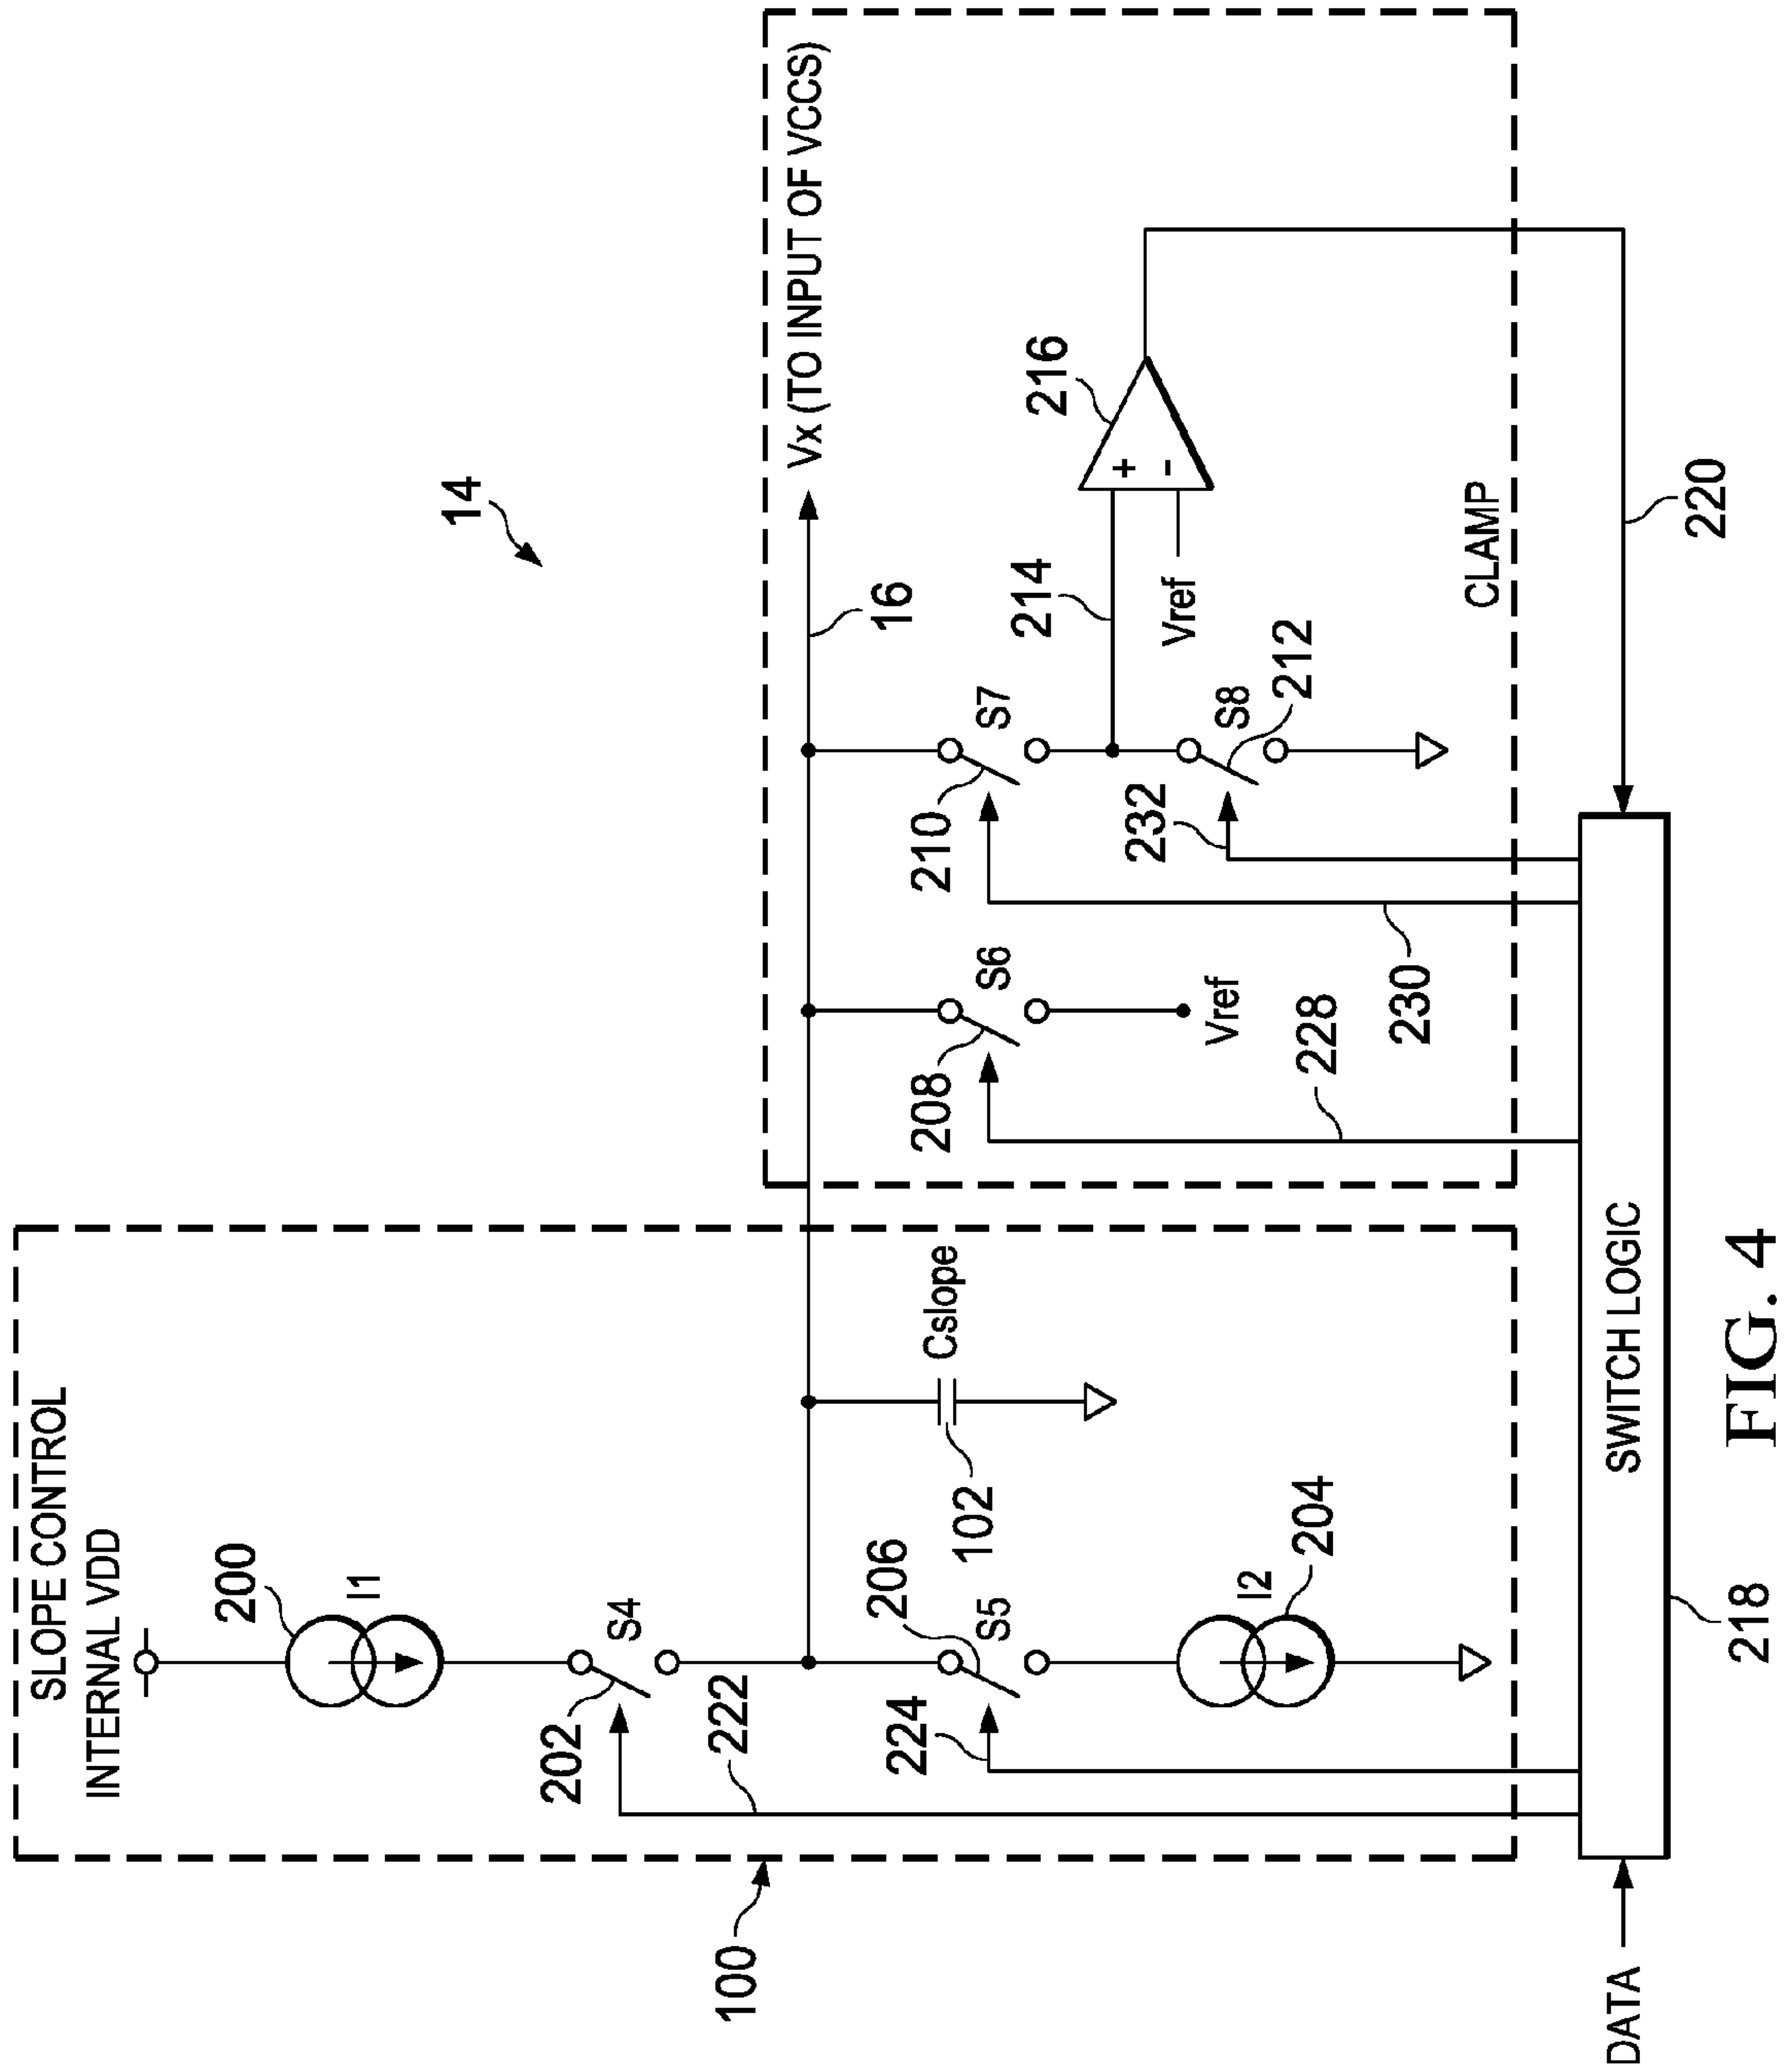 14
SLOPE CONTROL
INTERNAL VDD
200
I1
202
S4
222
Vx (TO INPUT OF VCCS)
16
100
206
224
S5
102
Cslope
I2
204
208
S6
Vref
228
210
S7
230
214
216
+
-
Vref
232
S8
212
CLAMP
220
DATA
SWITCH LOGIC
218
FIG. 4